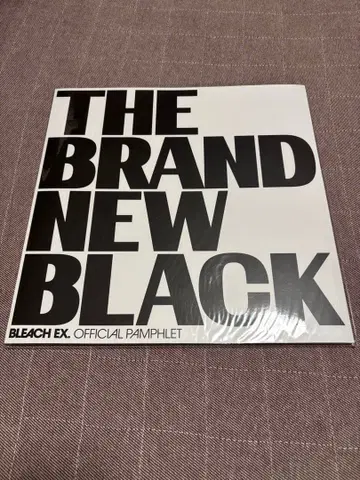 THE
BRAND
NEW
BLACK
BLEACH EX. OFFICIAL PAMPHLET